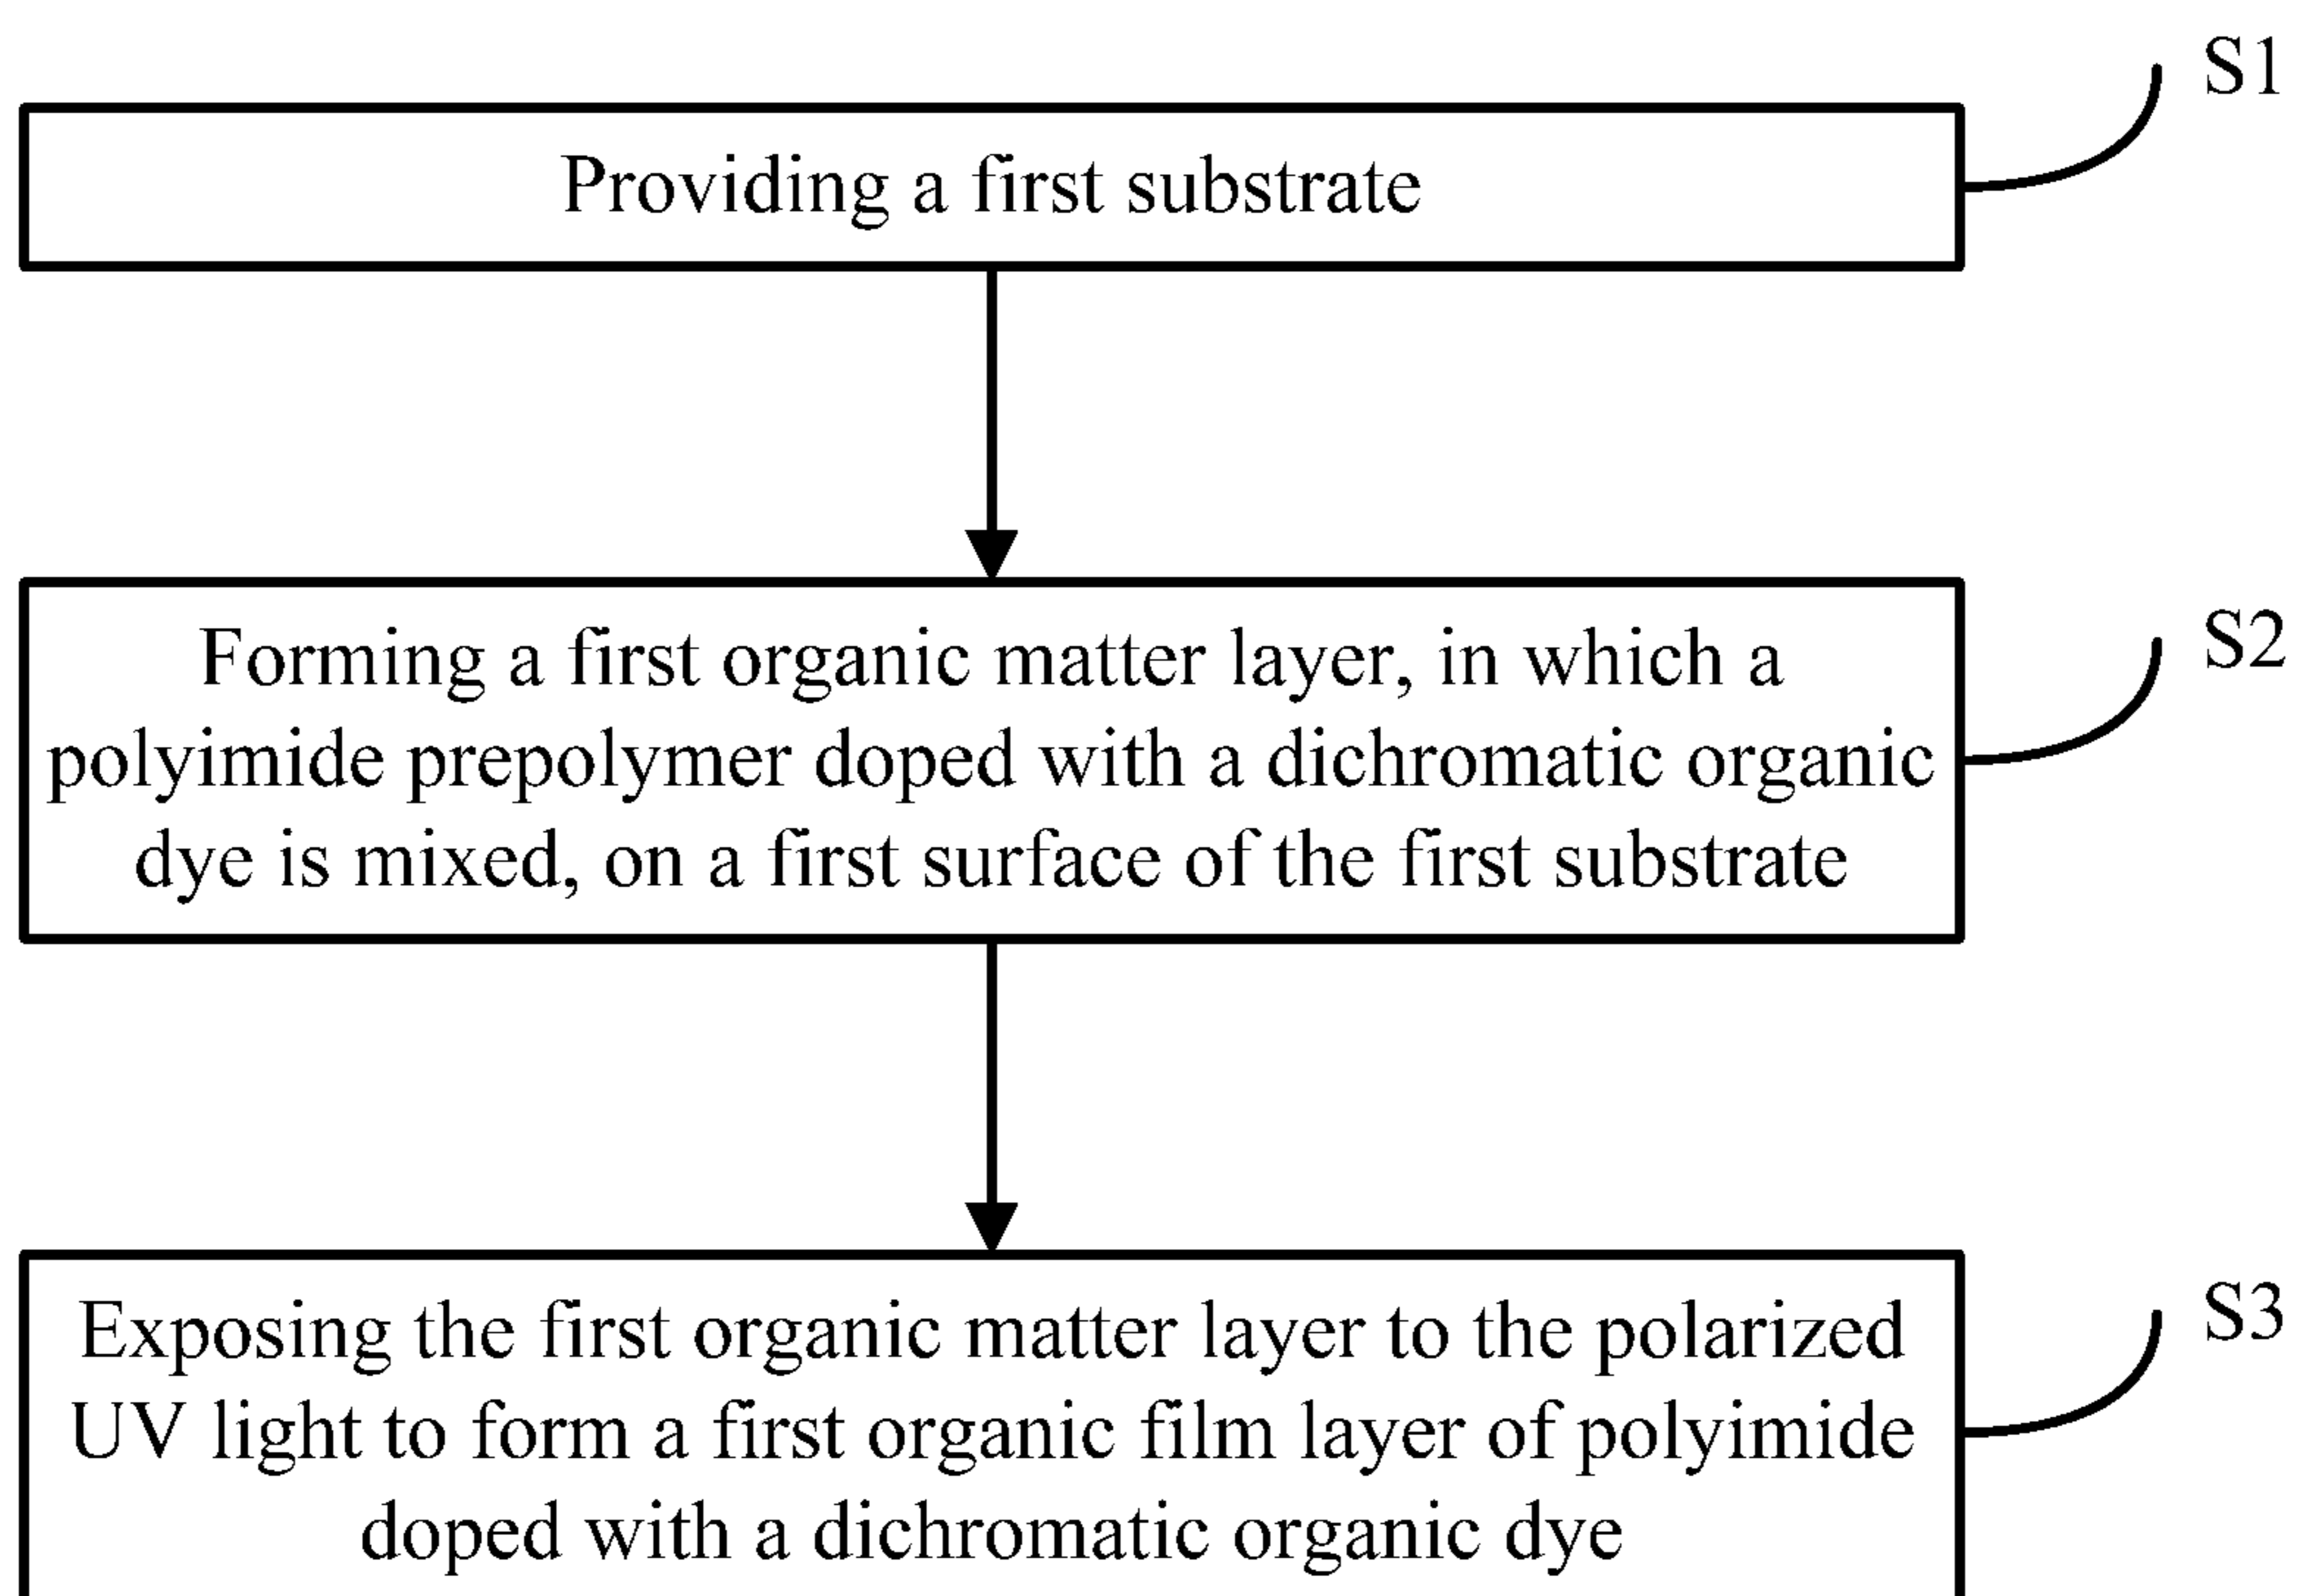 S1
Providing a first substrate
S2
Forming a first organic matter layer, in which a
polyimide prepolymer doped with a dichromatic organic
dye is mixed, on a first surface of the first substrate
S3
Exposing the first organic matter layer to the polarized
UV light to form a first organic film layer of polyimide
doped with a dichromatic organic dye